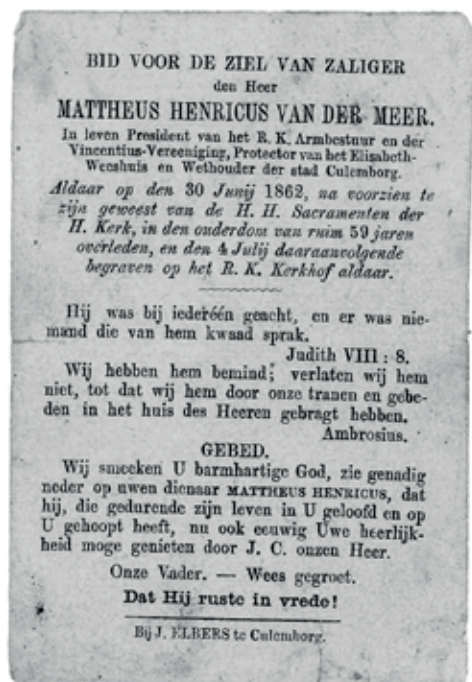 BID VOOR DE ZIEL VAN ZALIGER
den Heer
MATTHEUS HENRICUS VAN DER MEER.
In leven President van het R. K. Armbestuur en der
Vincentius-Vereeniging, Protector van het Elisabeth-
Weeshuis en Wethouder der stad Culemborg.
Aldaar op den 30 Junij 1862, na voorzien te
zijn geweest van de H. H. Sacramenten der
H. Kerk, in den ouderdom van ruim 59 jaren
overleden, en den 4 Julij daaraanvolgende
begraven op het R. K. Kerkhof aldaar.
Hij was bij iederéén geacht, en er was nie-
mand die van hem kwaad sprak.
Judith VIII : 8.
Wij hebben hem bemind; verlaten wij hem
niet, tot dat wij hem door onze tranen en gebe-
den in het huis des Heeren gebragt hebben.
Ambrosius.
GEBED.
Wij smeeken U barmhartige God, zie genadig
neder op uwen dienaar MATTHEUS HENRICUS, dat
hij, die gedurende zijn leven in U geloofd en op
U gehoopt heeft, nu ook eeuwig Uwe heerlijk-
heid moge genieten door J. C. onzen Heer.
Onze Vader. — Wees gegroet.
Dat Hij ruste in vrede!
Bij J. ELBERS te Culemborg.